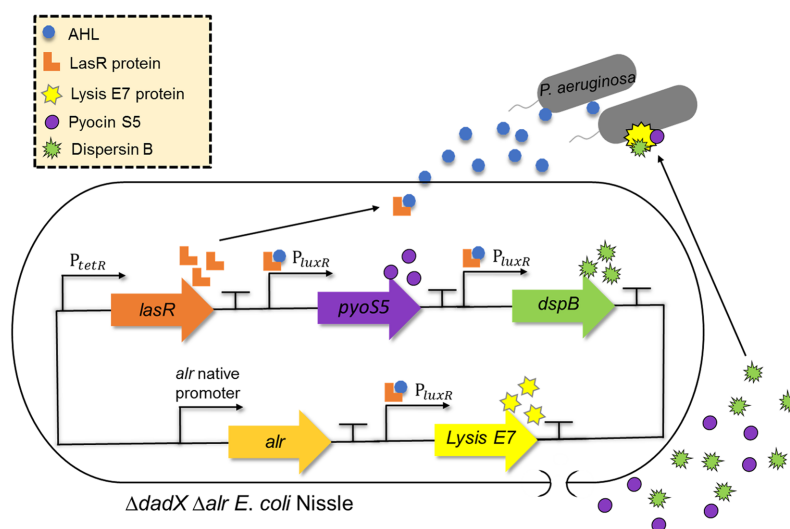 AHL
LasR protein
Lysis E7 protein
Pyocin S5
Dispersin B
P. aeruginosa
PtetR
PluxR
PluxR
lasR
pyoS5
dspB
alr native
promoter
PluxR
alr
Lysis E7
ΔdadX Δalr E. coli Nissle